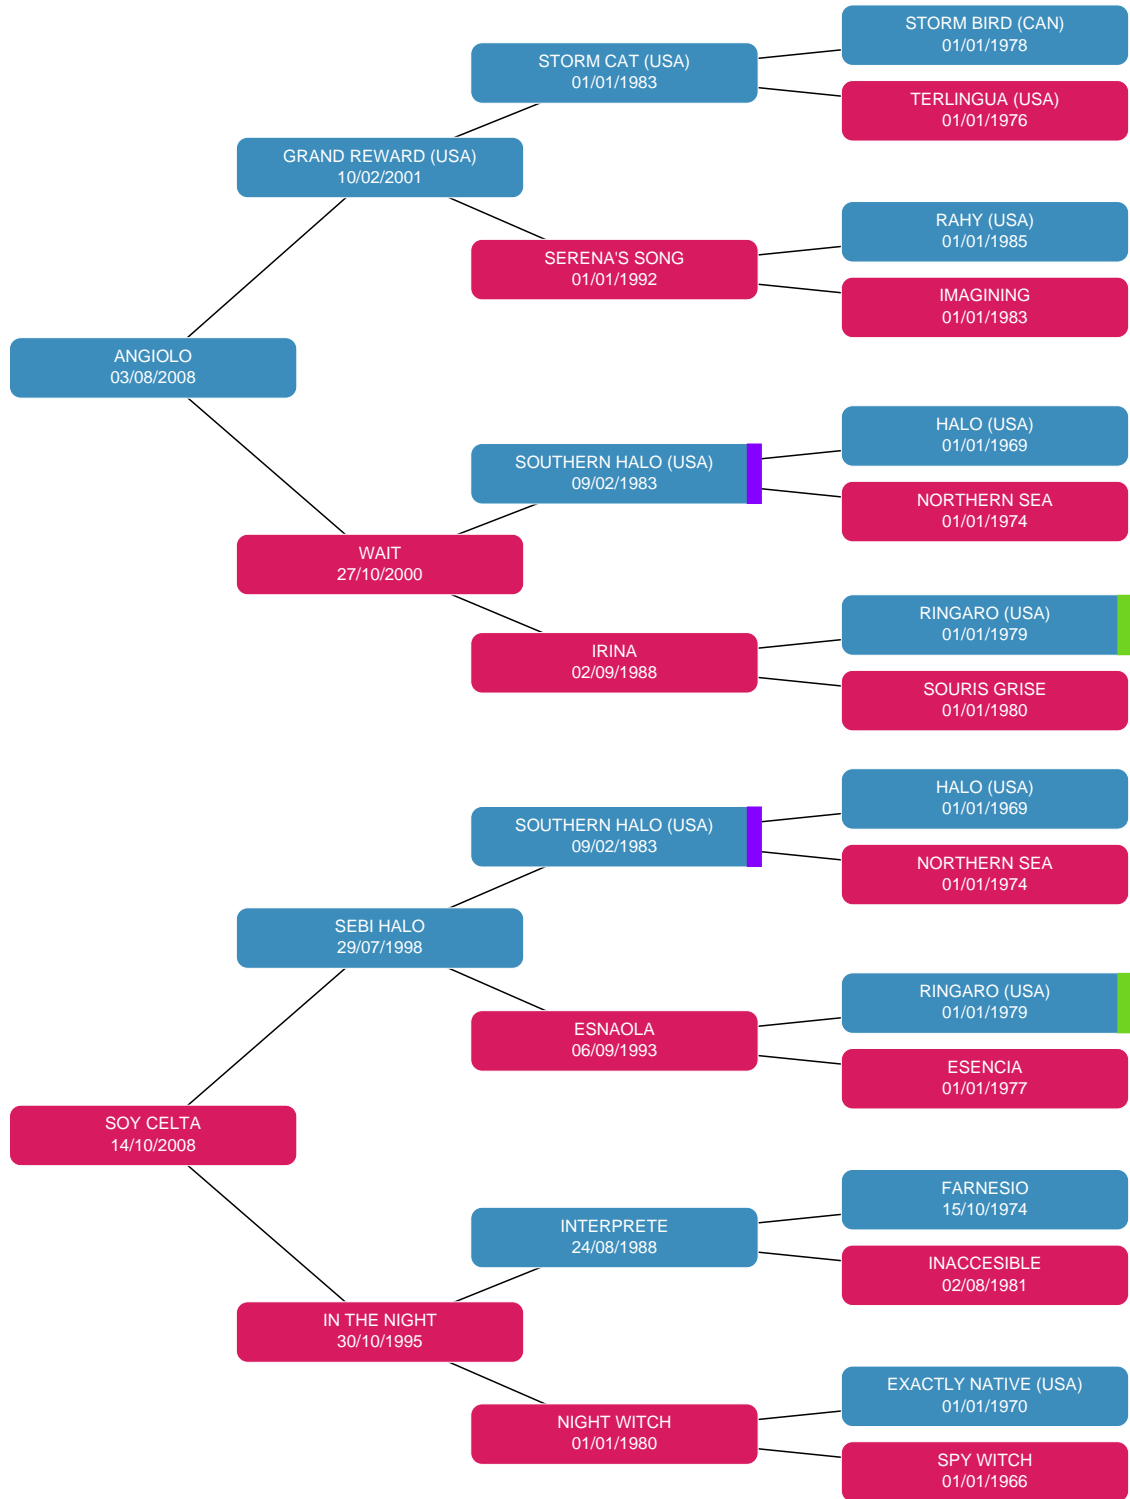 STORM BIRD (CAN)
01/01/1978
STORM CAT (USA)
01/01/1983
TERLINGUA (USA)
01/01/1976
GRAND REWARD (USA)
10/02/2001
RAHY (USA)
01/01/1985
SERENA'S SONG
01/01/1992
IMAGINING
01/01/1983
ANGIOLO
03/08/2008
HALO (USA)
01/01/1969
SOUTHERN HALO (USA)
09/02/1983
NORTHERN SEA
01/01/1974
WAIT
27/10/2000
RINGARO (USA)
01/01/1979
IRINA
02/09/1988
SOURIS GRISE
01/01/1980
HALO (USA)
01/01/1969
SOUTHERN HALO (USA)
09/02/1983
NORTHERN SEA
01/01/1974
SEBI HALO
29/07/1998
RINGARO (USA)
01/01/1979
ESNAOLA
06/09/1993
ESENCIA
01/01/1977
SOY CELTA
14/10/2008
FARNESIO
15/10/1974
INTERPRETE
24/08/1988
INACCESIBLE
02/08/1981
IN THE NIGHT
30/10/1995
EXACTLY NATIVE (USA)
01/01/1970
NIGHT WITCH
01/01/1980
SPY WITCH
01/01/1966